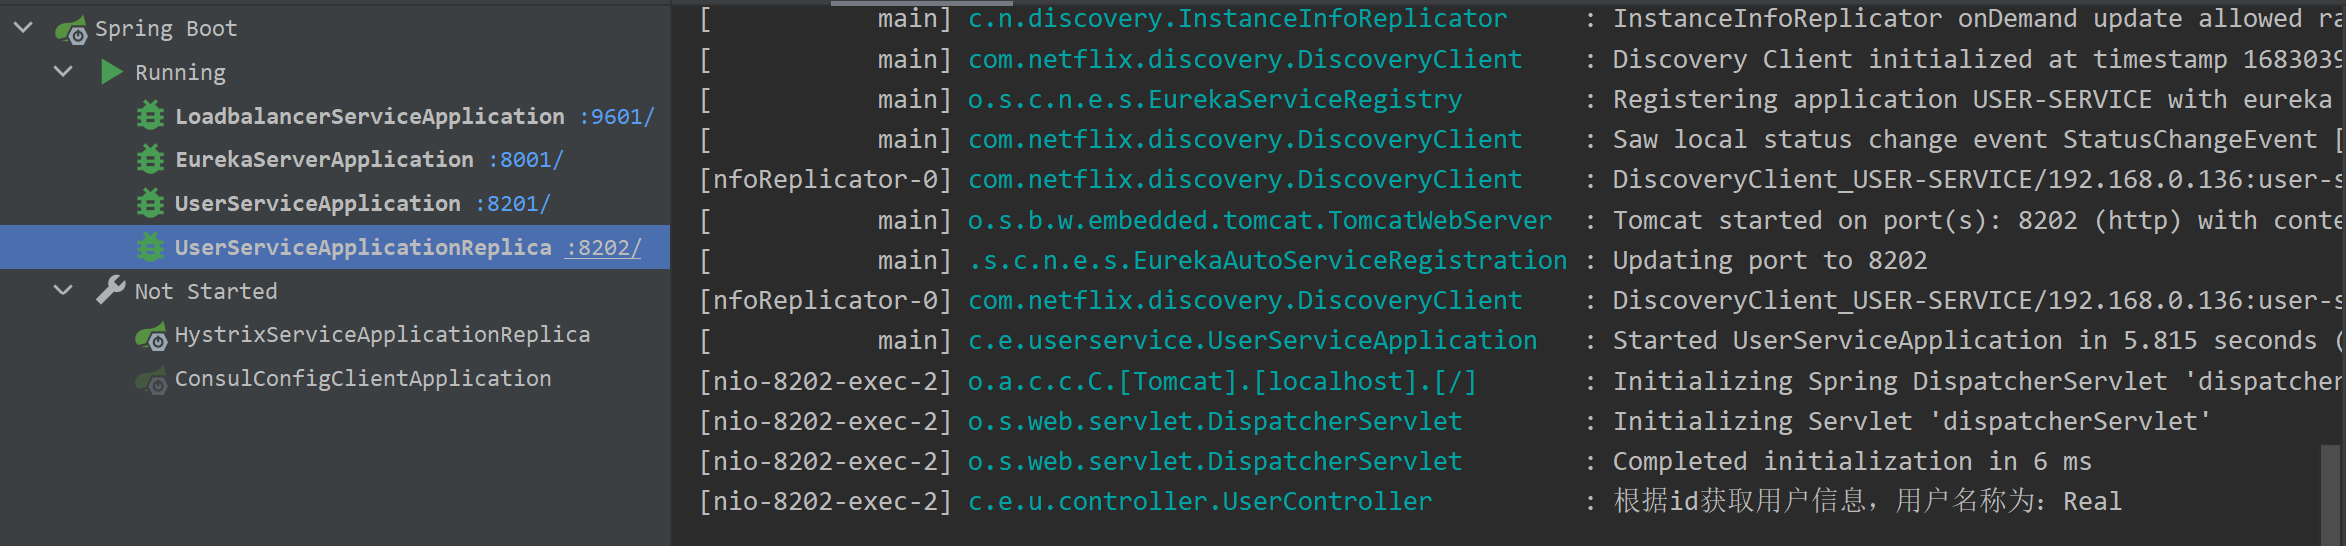 Spring Boot
Running
LoadbalancerServiceApplication :9601/
EurekaServerApplication :8001/
UserServiceApplication :8201/
UserServiceApplicationReplica :8202/
Not Started
HystrixServiceApplicationReplica
ConsulConfigClientApplication
[ main] c.n.discovery.InstanceInfoReplicator : InstanceInfoReplicator onDemand update allowed ra
[ main] com.netflix.discovery.DiscoveryClient : Discovery Client initialized at timestamp 1683039
[ main] o.s.c.n.e.s.EurekaServiceRegistry : Registering application USER-SERVICE with eureka
[ main] com.netflix.discovery.DiscoveryClient : Saw local status change event StatusChangeEvent [
[nfoReplicator-0] com.netflix.discovery.DiscoveryClient : DiscoveryClient_USER-SERVICE/192.168.0.136:user-s
[ main] o.s.b.w.embedded.tomcat.TomcatWebServer : Tomcat started on port(s): 8202 (http) with conte
[ main] .s.c.n.e.s.EurekaAutoServiceRegistration : Updating port to 8202
[nfoReplicator-0] com.netflix.discovery.DiscoveryClient : DiscoveryClient_USER-SERVICE/192.168.0.136:user-s
[ main] c.e.userservice.UserServiceApplication : Started UserServiceApplication in 5.815 seconds (
[nio-8202-exec-2] o.a.c.c.C.[Tomcat].[localhost].[/] : Initializing Spring DispatcherServlet 'dispatcher
[nio-8202-exec-2] o.s.web.servlet.DispatcherServlet : Initializing Servlet 'dispatcherServlet'
[nio-8202-exec-2] o.s.web.servlet.DispatcherServlet : Completed initialization in 6 ms
[nio-8202-exec-2] c.e.u.controller.UserController : 根据id获取用户信息，用户名称为：Real